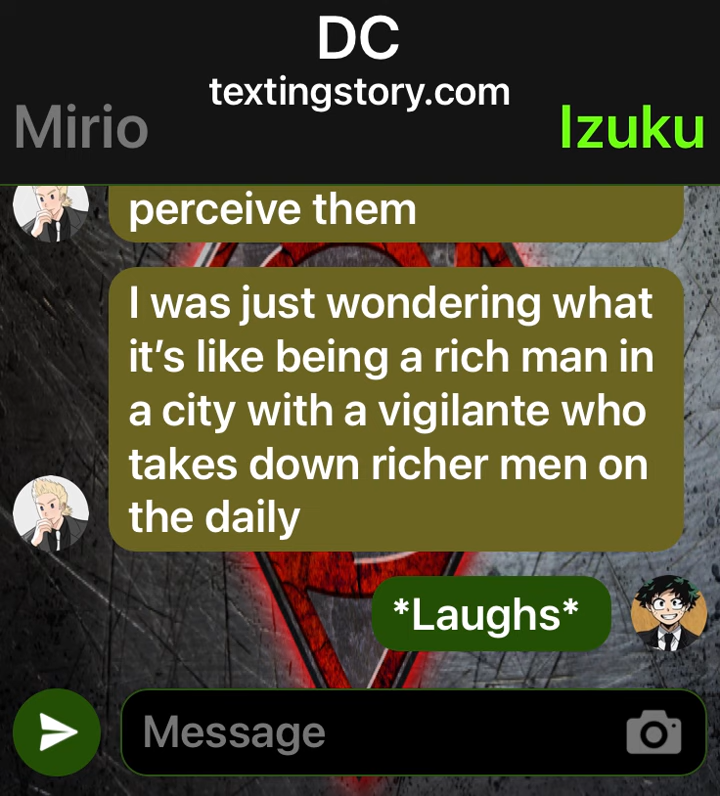 DC
textingstory.com
Mirio
Izuku
perceive them
I was just wondering what
it’s like being a rich man in
a city with a vigilante who
takes down richer men on
the daily
*Laughs*
Message